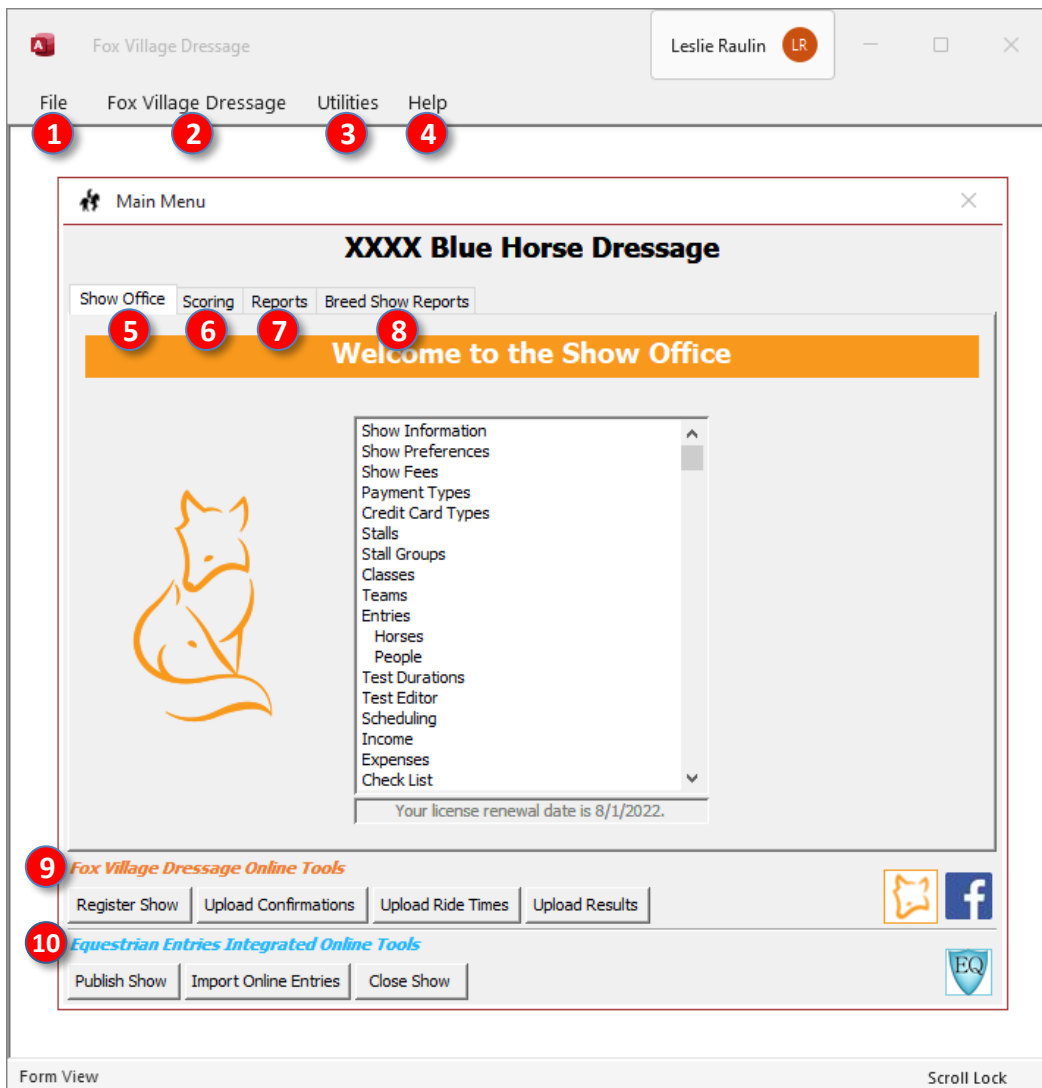 Fox Village Dressage
Leslie Raulin LR
File Fox Village Dressage Utilities Help
1 2 3 4
Main Menu
XXXX Blue Horse Dressage
Show Office Scoring Reports Breed Show Reports
5 6 7 8
Welcome to the Show Office
Show Information
Show Preferences
Show Fees
Payment Types
Credit Card Types
Stalls
Stall Groups
Classes
Teams
Entries
Horses
People
Test Durations
Test Editor
Scheduling
Income
Expenses
Check List
Your license renewal date is 8/1/2022.
9 Fox Village Dressage Online Tools
Register Show Upload Confirmations Upload Ride Times Upload Results
10 Equestrian Entries Integrated Online Tools
Publish Show Import Online Entries Close Show
EQ
Form View Scroll Lock